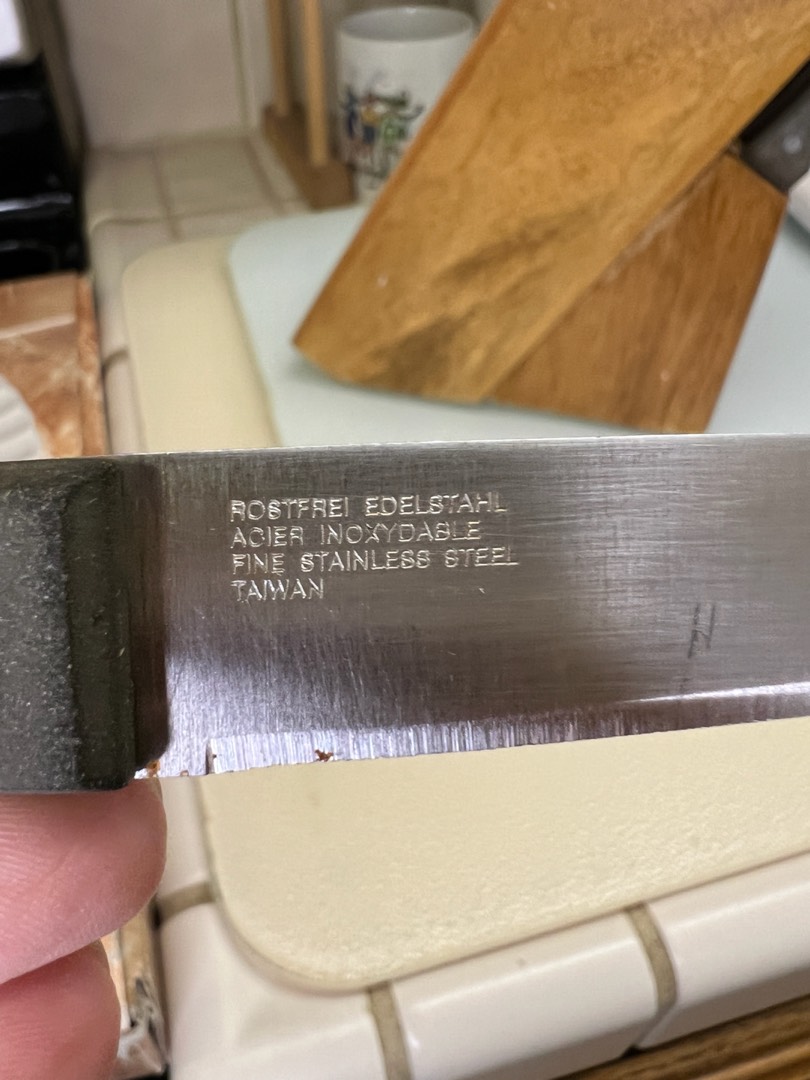 ROSTFREI EDELSTAHL
ACIER INOXYDABLE
FINE STAINLESS STEEL
TAIWAN